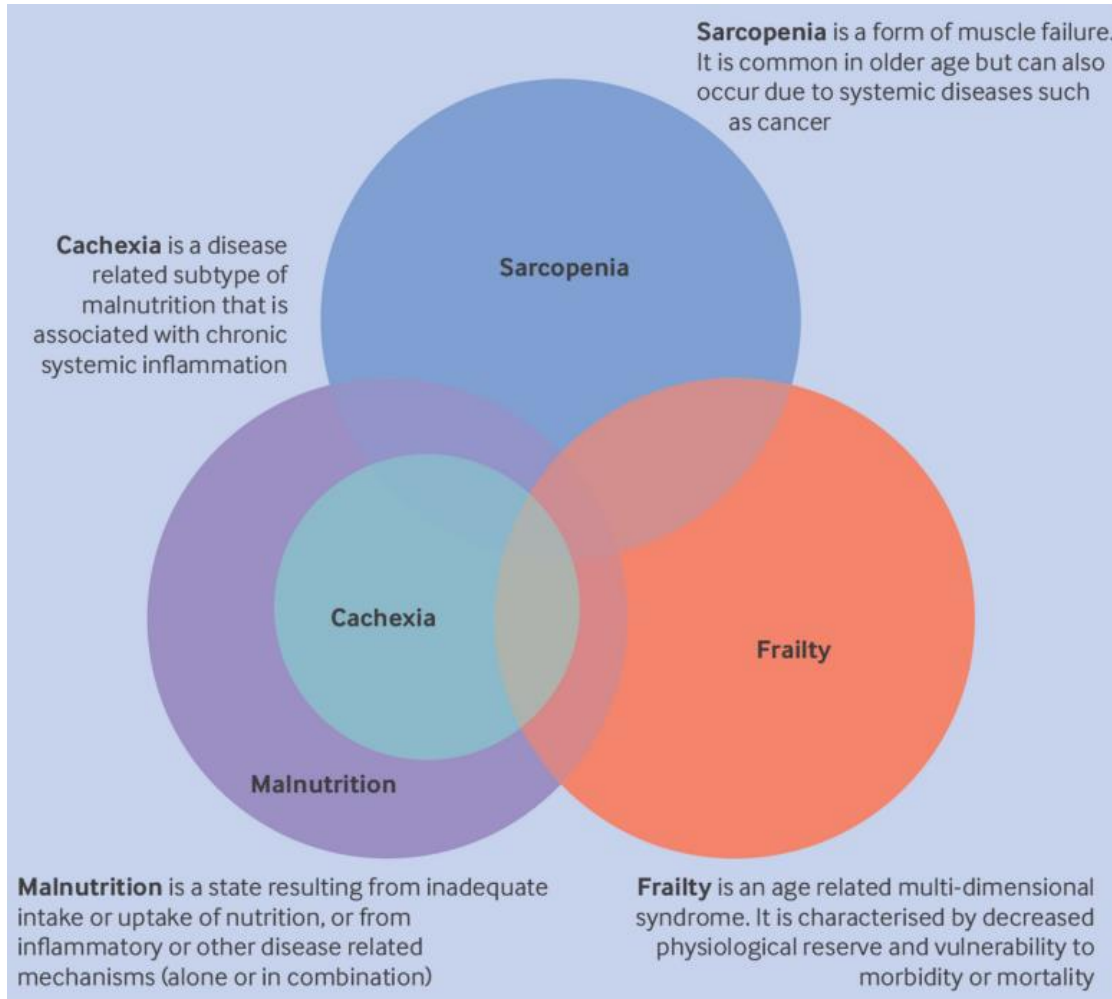 Sarcopenia is a form of muscle failure.
It is common in older age but can also
occur due to systemic diseases such
as cancer
Cachexia is a disease
related subtype of
malnutrition that is
associated with chronic
systemic inflammation
Sarcopenia
Cachexia
Frailty
Malnutrition
Malnutrition is a state resulting from inadequate
intake or uptake of nutrition, or from
inflammatory or other disease related
mechanisms (alone or in combination)
Frailty is an age related multi-dimensional
syndrome. It is characterised by decreased
physiological reserve and vulnerability to
morbidity or mortality